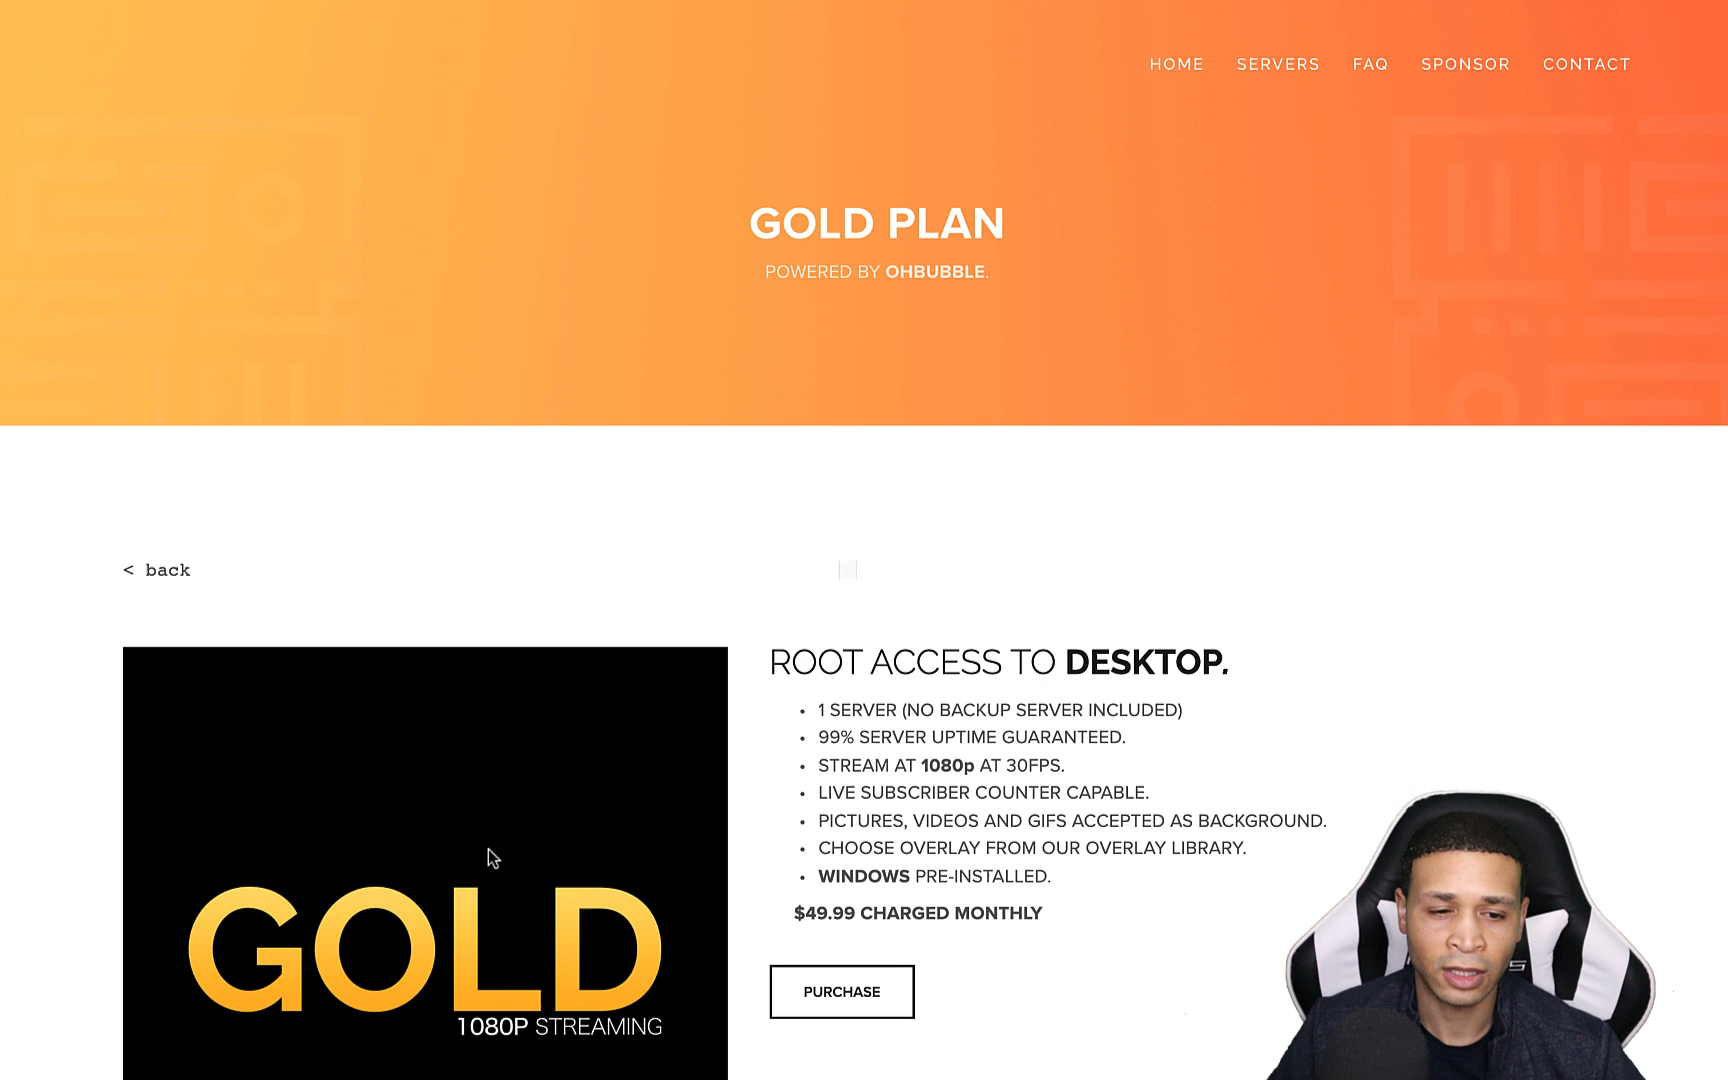 HOME SERVERS FAQ SPONSOR CONTACT
GOLD PLAN
POWERED BY OHBUBBLE.
< back
ROOT ACCESS TO DESKTOP.
• 1 SERVER (NO BACKUP SERVER INCLUDED)
• 99% SERVER UPTIME GUARANTEED.
• STREAM AT 1080p AT 30FPS.
• LIVE SUBSCRIBER COUNTER CAPABLE.
• PICTURES, VIDEOS AND GIFS ACCEPTED AS BACKGROUND.
• CHOOSE OVERLAY FROM OUR OVERLAY LIBRARY.
• WINDOWS PRE-INSTALLED.
$49.99 CHARGED MONTHLY
PURCHASE
GOLD
1080P STREAMING